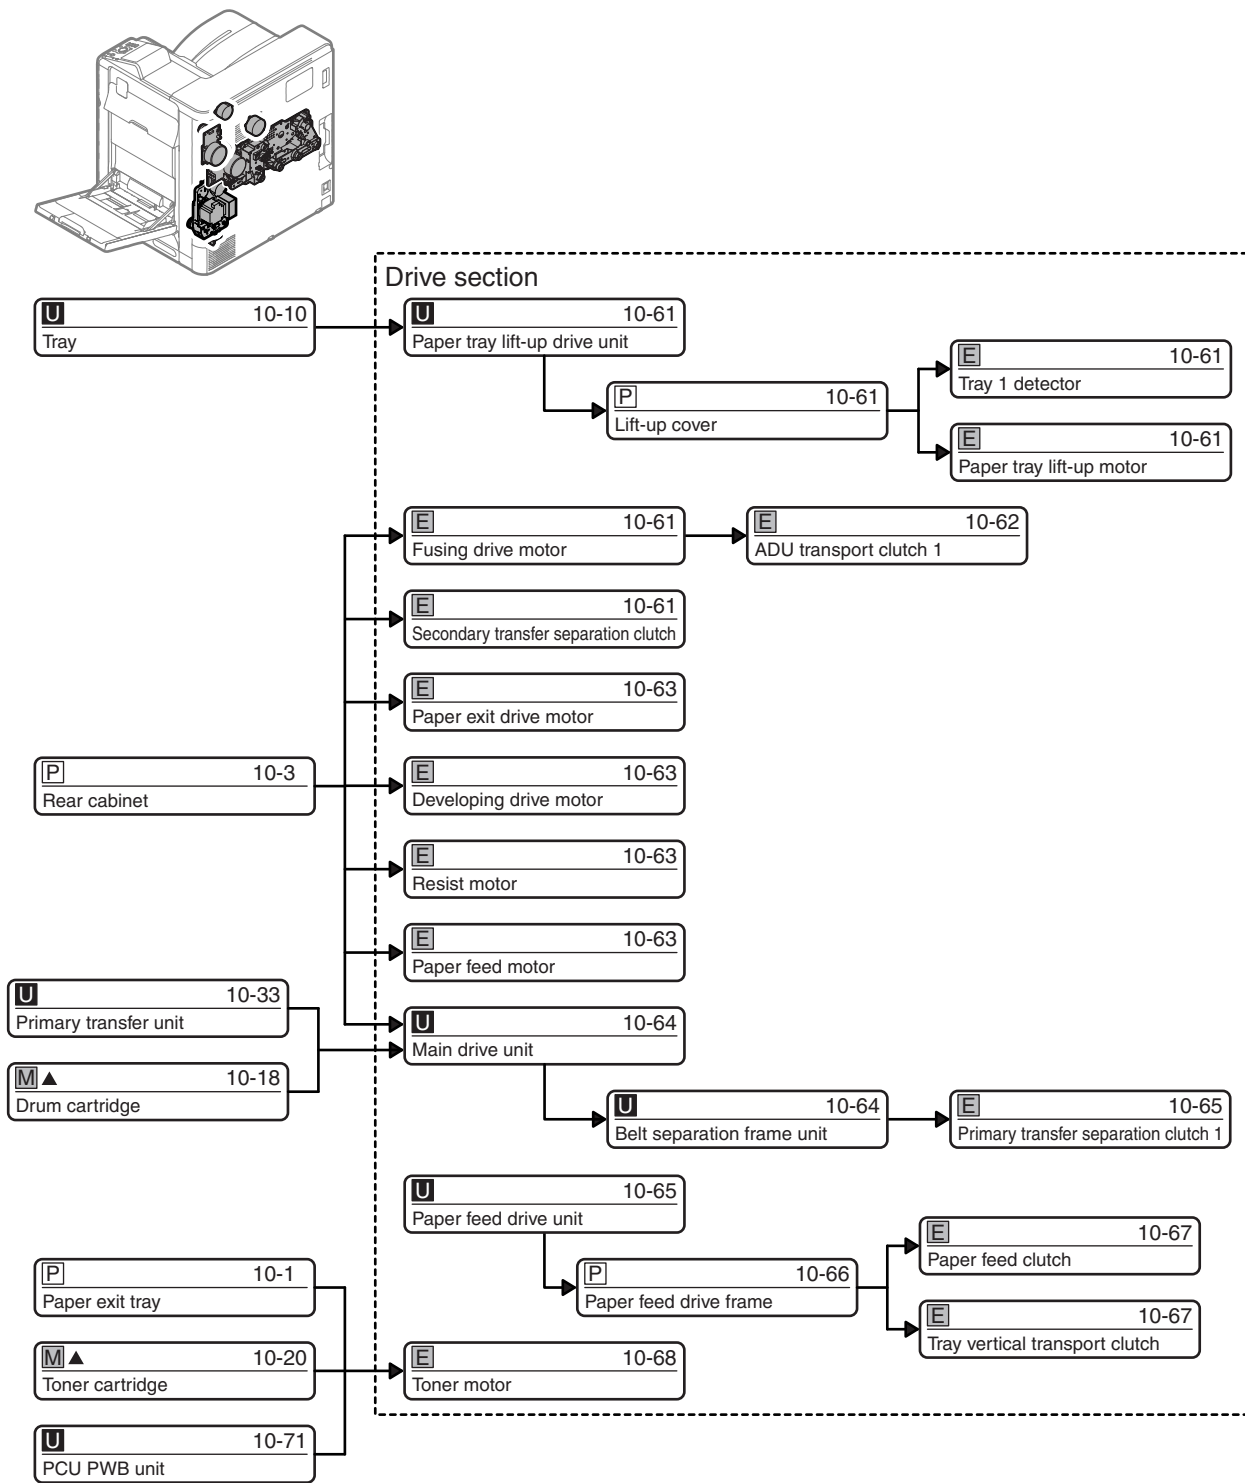 Drive section
U 10-10
Tray
U 10-61
Paper tray lift-up drive unit
E 10-61
Tray 1 detector
P 10-61
Lift-up cover
E 10-61
Paper tray lift-up motor
E 10-61
Fusing drive motor
E 10-62
ADU transport clutch 1
E 10-61
Secondary transfer separation clutch
E 10-63
Paper exit drive motor
P 10-3
Rear cabinet
E 10-63
Developing drive motor
E 10-63
Resist motor
E 10-63
Paper feed motor
U 10-33
Primary transfer unit
U 10-64
Main drive unit
M ▲ 10-18
Drum cartridge
U 10-64
Belt separation frame unit
E 10-65
Primary transfer separation clutch 1
U 10-65
Paper feed drive unit
E 10-67
Paper feed clutch
P 10-1
Paper exit tray
P 10-66
Paper feed drive frame
E 10-67
Tray vertical transport clutch
M ▲ 10-20
Toner cartridge
E 10-68
Toner motor
U 10-71
PCU PWB unit